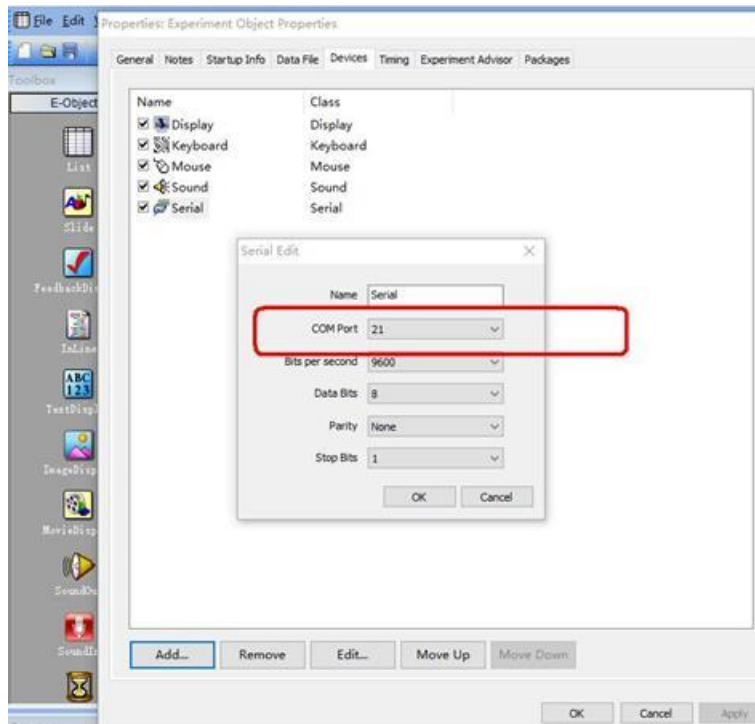 File Edit
Properties: Experiment Object Properties
General Notes Startup Info Data File Devices Timing Experiment Advisor Packages
Toolbox
E-Object
Name Class
Display Display
Keyboard Keyboard
Mouse Mouse
Sound Sound
Serial Serial
List
Slide
FeedbackDis
InLine
ABC
123
TextDispl
ImageDisp
MovieDisp
SoundOu
SoundIn
Serial Edit
Name Serial
COM Port 21
Bits per second 9600
Data Bits 8
Parity None
Stop Bits 1
OK Cancel
Add... Remove Edit... Move Up Move Down
OK Cancel Apply